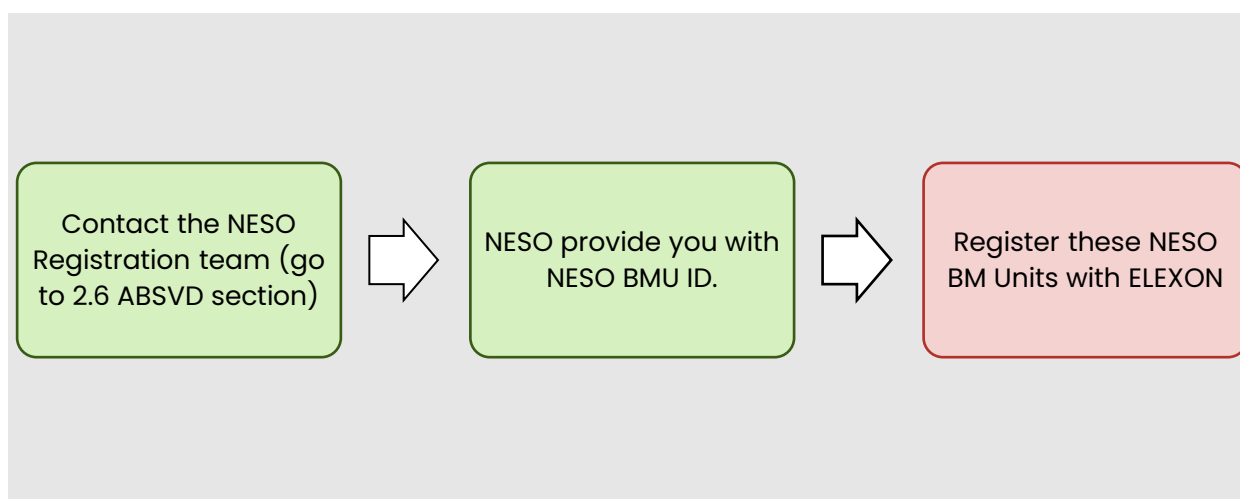 Contact the NESO
Registration team (go
to 2.6 ABSVD section)
NESO provide you with
NESO BMU ID.
Register these NESO
BM Units with ELEXON